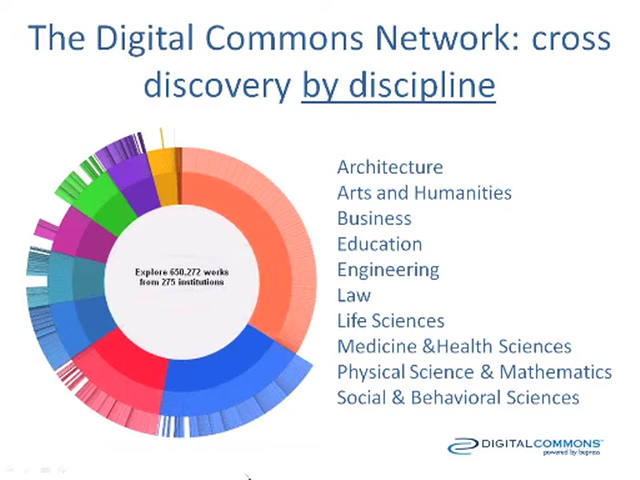 The Digital Commons Network: cross
discovery by discipline
Explore 650,272 works
from 275 institutions
Architecture
Arts and Humanities
Business
Education
Engineering
Law
Life Sciences
Medicine &Health Sciences
Physical Science & Mathematics
Social & Behavioral Sciences
DIGITALCOMMONS™
powered by bepress